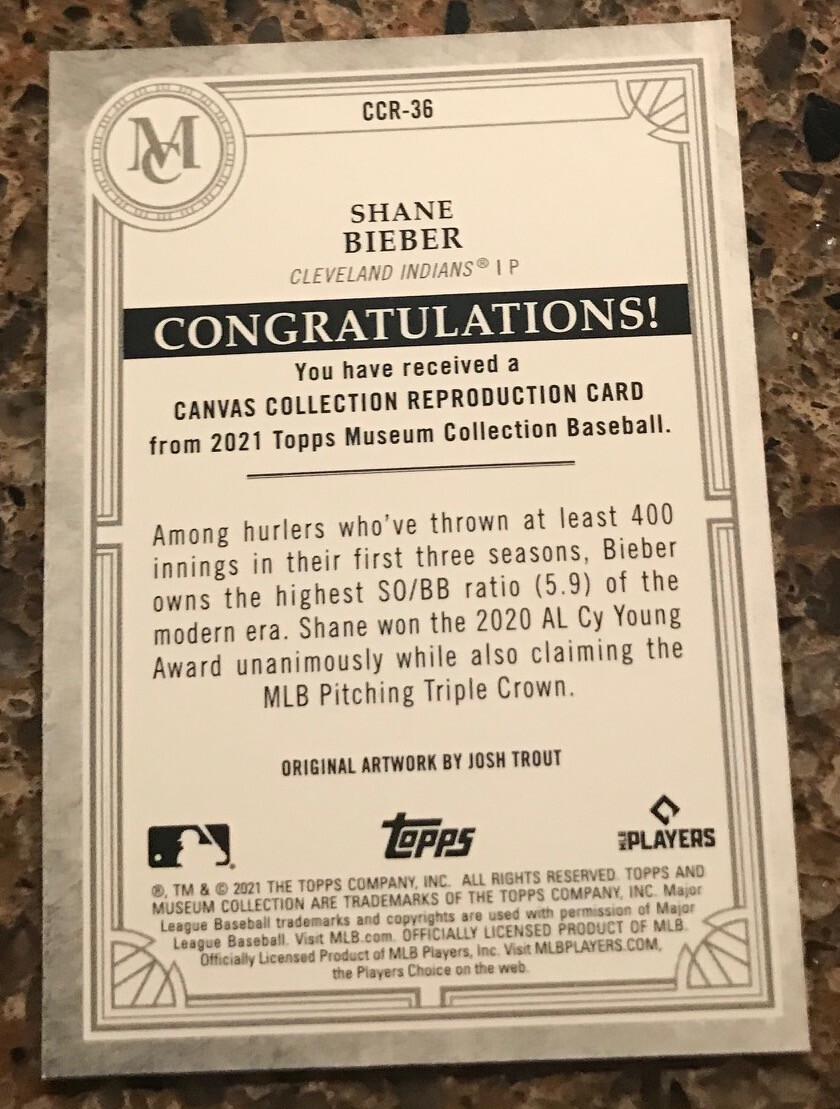 MC
CCR-36
SHANE
BIEBER
CLEVELAND INDIANS® | P
CONGRATULATIONS!
You have received a
CANVAS COLLECTION REPRODUCTION CARD
from 2021 Topps Museum Collection Baseball.
Among hurlers who've thrown at least 400
innings in their first three seasons, Bieber
owns the highest SO/BB ratio (5.9) of the
modern era. Shane won the 2020 AL Cy Young
Award unanimously while also claiming the
MLB Pitching Triple Crown.
ORIGINAL ARTWORK BY JOSH TROUT
topps
MLB PLAYERS
®, TM & © 2021 THE TOPPS COMPANY, INC. ALL RIGHTS RESERVED. TOPPS AND
MUSEUM COLLECTION ARE TRADEMARKS OF THE TOPPS COMPANY, INC. Major
League Baseball trademarks and copyrights are used with permission of Major
League Baseball. Visit MLB.com. OFFICIALLY LICENSED PRODUCT OF MLB.
Officially Licensed Product of MLB Players, Inc. Visit MLBPLAYERS.COM,
the Players Choice on the web.